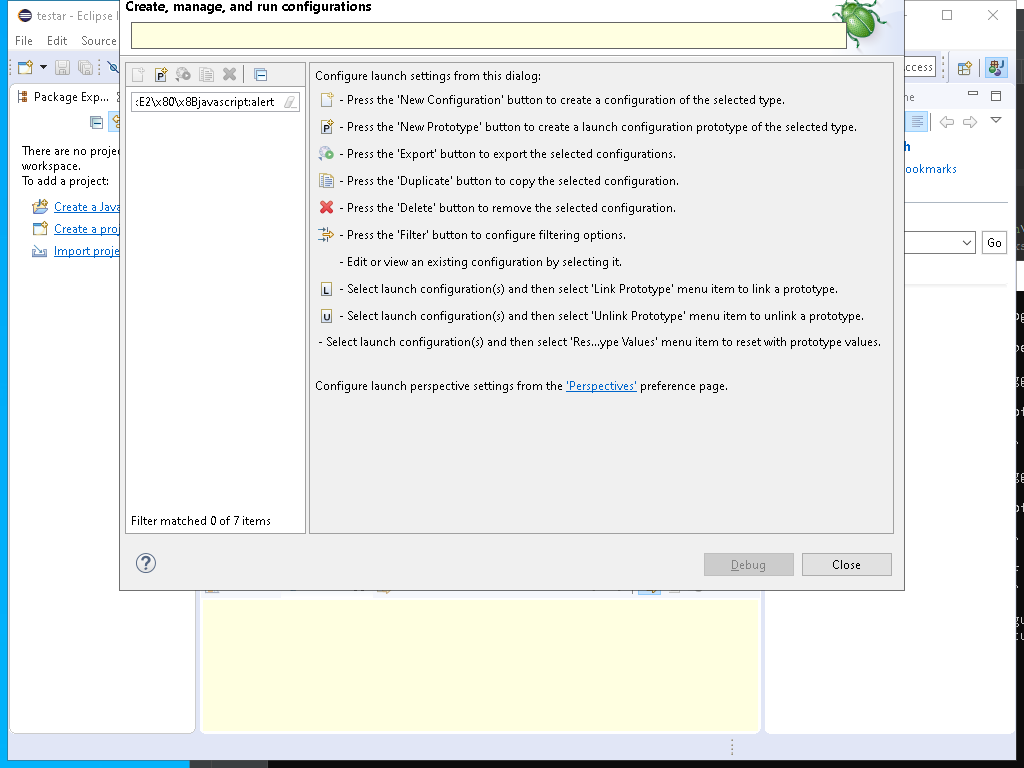 Create, manage, and run configurations
testar - Eclipse
File Edit Source
Package Exp...
There are no
workspace.
To add a project:
Create a Java
Create a
Import
:E2\x80\x8Bjavascript:alert
Filter matched 0 of 7 items
Configure launch settings from this dialog:
- Press the 'New Configuration' button to create a configuration of the selected type.
P - Press the 'New Prototype' button to create a launch configuration prototype of the selected type.
- Press the 'Export' button to export the selected configurations.
- Press the 'Duplicate' button to copy the selected configuration.
- Press the 'Delete' button to remove the selected configuration.
- Press the 'Filter' button to configure filtering options.
- Edit or view an existing configuration by selecting it.
L - Select launch configuration(s) and then select 'Link Prototype' menu item to link a prototype.
U - Select launch configuration(s) and then select 'Unlink Prototype' menu item to unlink a prototype.
- Select launch configuration(s) and then select 'Res...ype Values' menu item to reset with prototype values.
Configure launch perspective settings from the 'Perspectives' preference page.
? Debug Close
Go